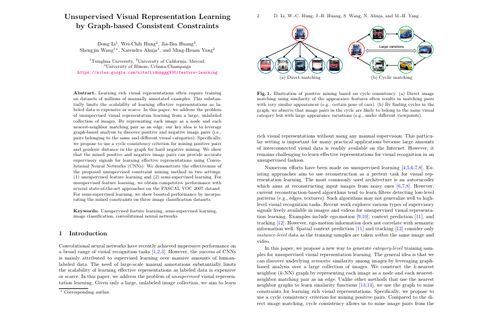 Unsupervised Visual Representation Learning
by Graph-based Consistent Constraints
Dong Li¹, Wei-Chih Hung², Jia-Bin Huang³,
Shengjin Wang¹*, Narendra Ahuja³, and Ming-Hsuan Yang²
¹Tsinghua University, ²University of California, Merced,
³University of Illinois, Urbana-Champaign
Abstract. Learning rich visual representations often require training
on datasets of millions of manually annotated examples. This substan-
tially limits the scalability of learning effective representations as la-
beled data is expensive or scarce. In this paper, we address the problem
of unsupervised visual representation learning from a large, unlabeled
collection of images. By representing each image as a node and each
nearest-neighbor matching pair as an edge, our key idea is to leverage
graph-based analysis to discover positive and negative image pairs (i.e.,
pairs belonging to the same and different visual categories). Specifically,
we propose to use a cycle consistency criterion for mining positive pairs
and geodesic distance in the graph for hard negative mining. We show
that the mined positive and negative image pairs can provide accurate
supervisory signals for learning effective representations using Convo-
lutional Neural Networks (CNNs). We demonstrate the effectiveness of
the proposed unsupervised constraint mining method in two settings:
(1) unsupervised feature learning and (2) semi-supervised learning. For
unsupervised feature learning, we obtain competitive performance with
several state-of-the-art approaches on the PASCAL VOC 2007 dataset.
For semi-supervised learning, we show boosted performance by incorpo-
rating the mined constraints on three image classification datasets.
Keywords: Unsupervised feature learning, semi-supervised learning,
image classification, convolutional neural networks
1 Introduction
Convolutional neural networks have recently achieved impressive performance on
a broad range of visual recognition tasks [1,2,3]. However, the success of CNNs
is mainly attributed to supervised learning over massive amounts of human-
labeled data. The need of large-scale manual annotations substantially limits
the scalability of learning effective representations as labeled data is expensive
or scarce. In this paper, we address the problem of unsupervised visual represen-
tation learning. Given only a large, unlabeled image collection, we aim to learn
* Corresponding author.
2 D. Li, W.-C. Hung, J.-B. Huang, S. Wang, N. Ahuja, and M.-H. Yang
Large variations
(a) Direct matching
(b) Cyclic matching
Fig. 1. Illustration of positive mining based on cycle consistency. (a) Direct image
matching using similarity of the appearance features often results in matching pairs
with very similar appearances (e.g., certain pose of cars). (b) By finding cycles in the
graph, we observe that image pairs in the cycle are likely to belong to the same visual
category but with large appearance variations (e.g., under different viewpoints).
rich visual representations without using any manual supervision. This particu-
lar setting is important for many practical applications because large amounts
of interconnected visual data is readily available on the Internet. However, it
remains challenging to learn effective representations for visual recognition in an
unsupervised fashion.
Numerous efforts have been made on unsupervised learning [4,5,6,7,8]. Ex-
isting approaches aim to use reconstruction as a pretext task for visual rep-
resentation learning. The most commonly used architecture is an autoencoder
which aims at reconstructing input images from noisy ones [6,7,8]. However,
current reconstruction-based algorithms tend to learn filters detecting low-level
patterns (e.g., edges, textures). Such algorithms may not generalize well to high-
level visual recognition tasks. Recent work explores various types of supervisory
signals freely available in images and videos for unsupervised visual representa-
tion learning. Examples include ego-motion [9,10], context prediction [11], and
tracking [12]. However, ego-motion information does not correlate with semantic
information well. Spatial context prediction [11] and tracking [12] consider only
instance-level data as the training samples are taken within the same image and
video.
In this paper, we propose a new way to generate category-level training sam-
ples for unsupervised visual representation learning. The general idea is that we
can discover underlying semantic similarity among images by leveraging graph-
based analysis over a large collection of images. We construct the k-nearest
neighbor (k-NN) graph by representing each image as a node and each nearest-
neighbor matching pair as an edge. Unlike other methods that use the nearest
neighbor graphs to learn similarity functions [13,14], we use the graph to mine
constraints for learning rich visual representations. Specifically, we propose to
use a cycle consistency criterion for mining positive pairs. Compared to the di-
rect image matching, cycle consistency allows us to mine image pairs from the